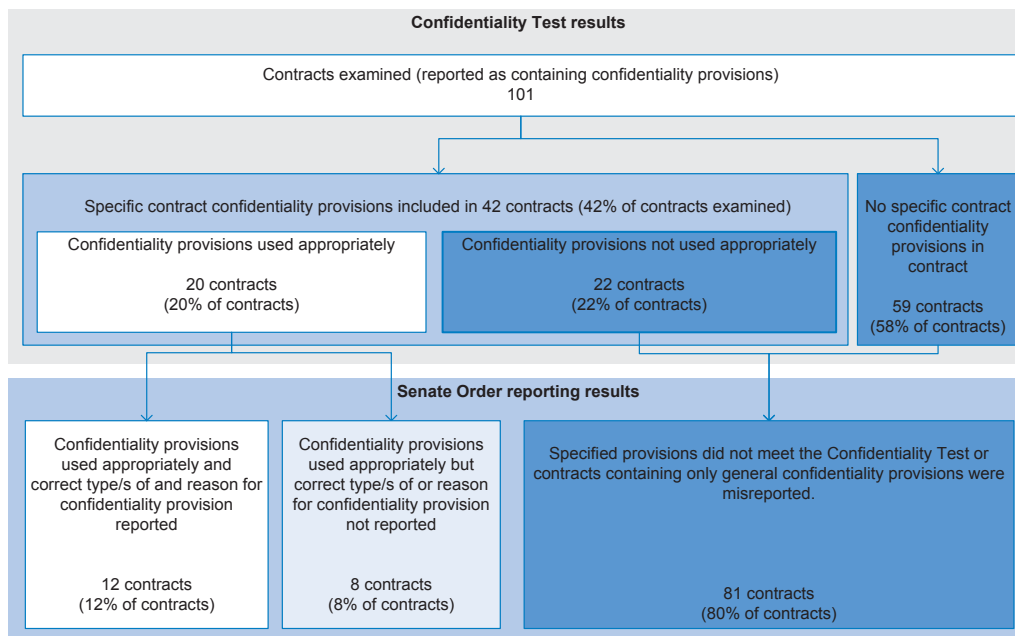 Confidentiality Test results
Contracts examined (reported as containing confidentiality provisions)
101
Specific contract confidentiality provisions included in 42 contracts (42% of contracts examined)
Confidentiality provisions used appropriately
20 contracts
(20% of contracts)
Confidentiality provisions not used appropriately
22 contracts
(22% of contracts)
No specific contract
confidentiality
provisions in
contract
59 contracts
(58% of contracts)
Senate Order reporting results
Confidentiality provisions
used appropriately and
correct type/s of and reason for
confidentiality provision
reported
12 contracts
(12% of contracts)
Confidentiality provisions
used appropriately but
correct type/s of or reason
for confidentiality provision
not reported
8 contracts
(8% of contracts)
Specified provisions did not meet the Confidentiality Test or
contracts containing only general confidentiality provisions were
misreported.
81 contracts
(80% of contracts)